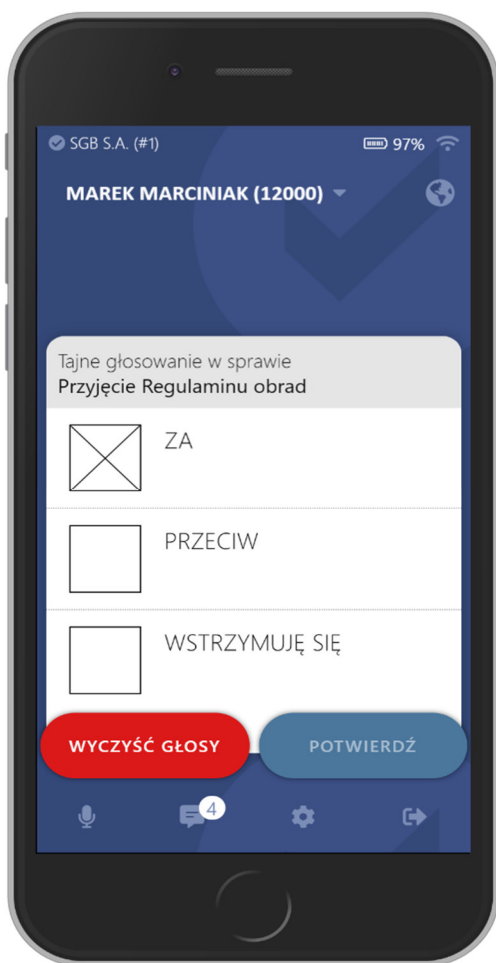 SGB S.A. (#1) 97%
MAREK MARCINIAK (12000)
Tajne głosowanie w sprawie
Przyjęcie Regulaminu obrad
ZA
PRZECIW
WSTRZYMUJĘ SIĘ
WYCZYŚĆ GŁOSY POTWIERDŹ
4